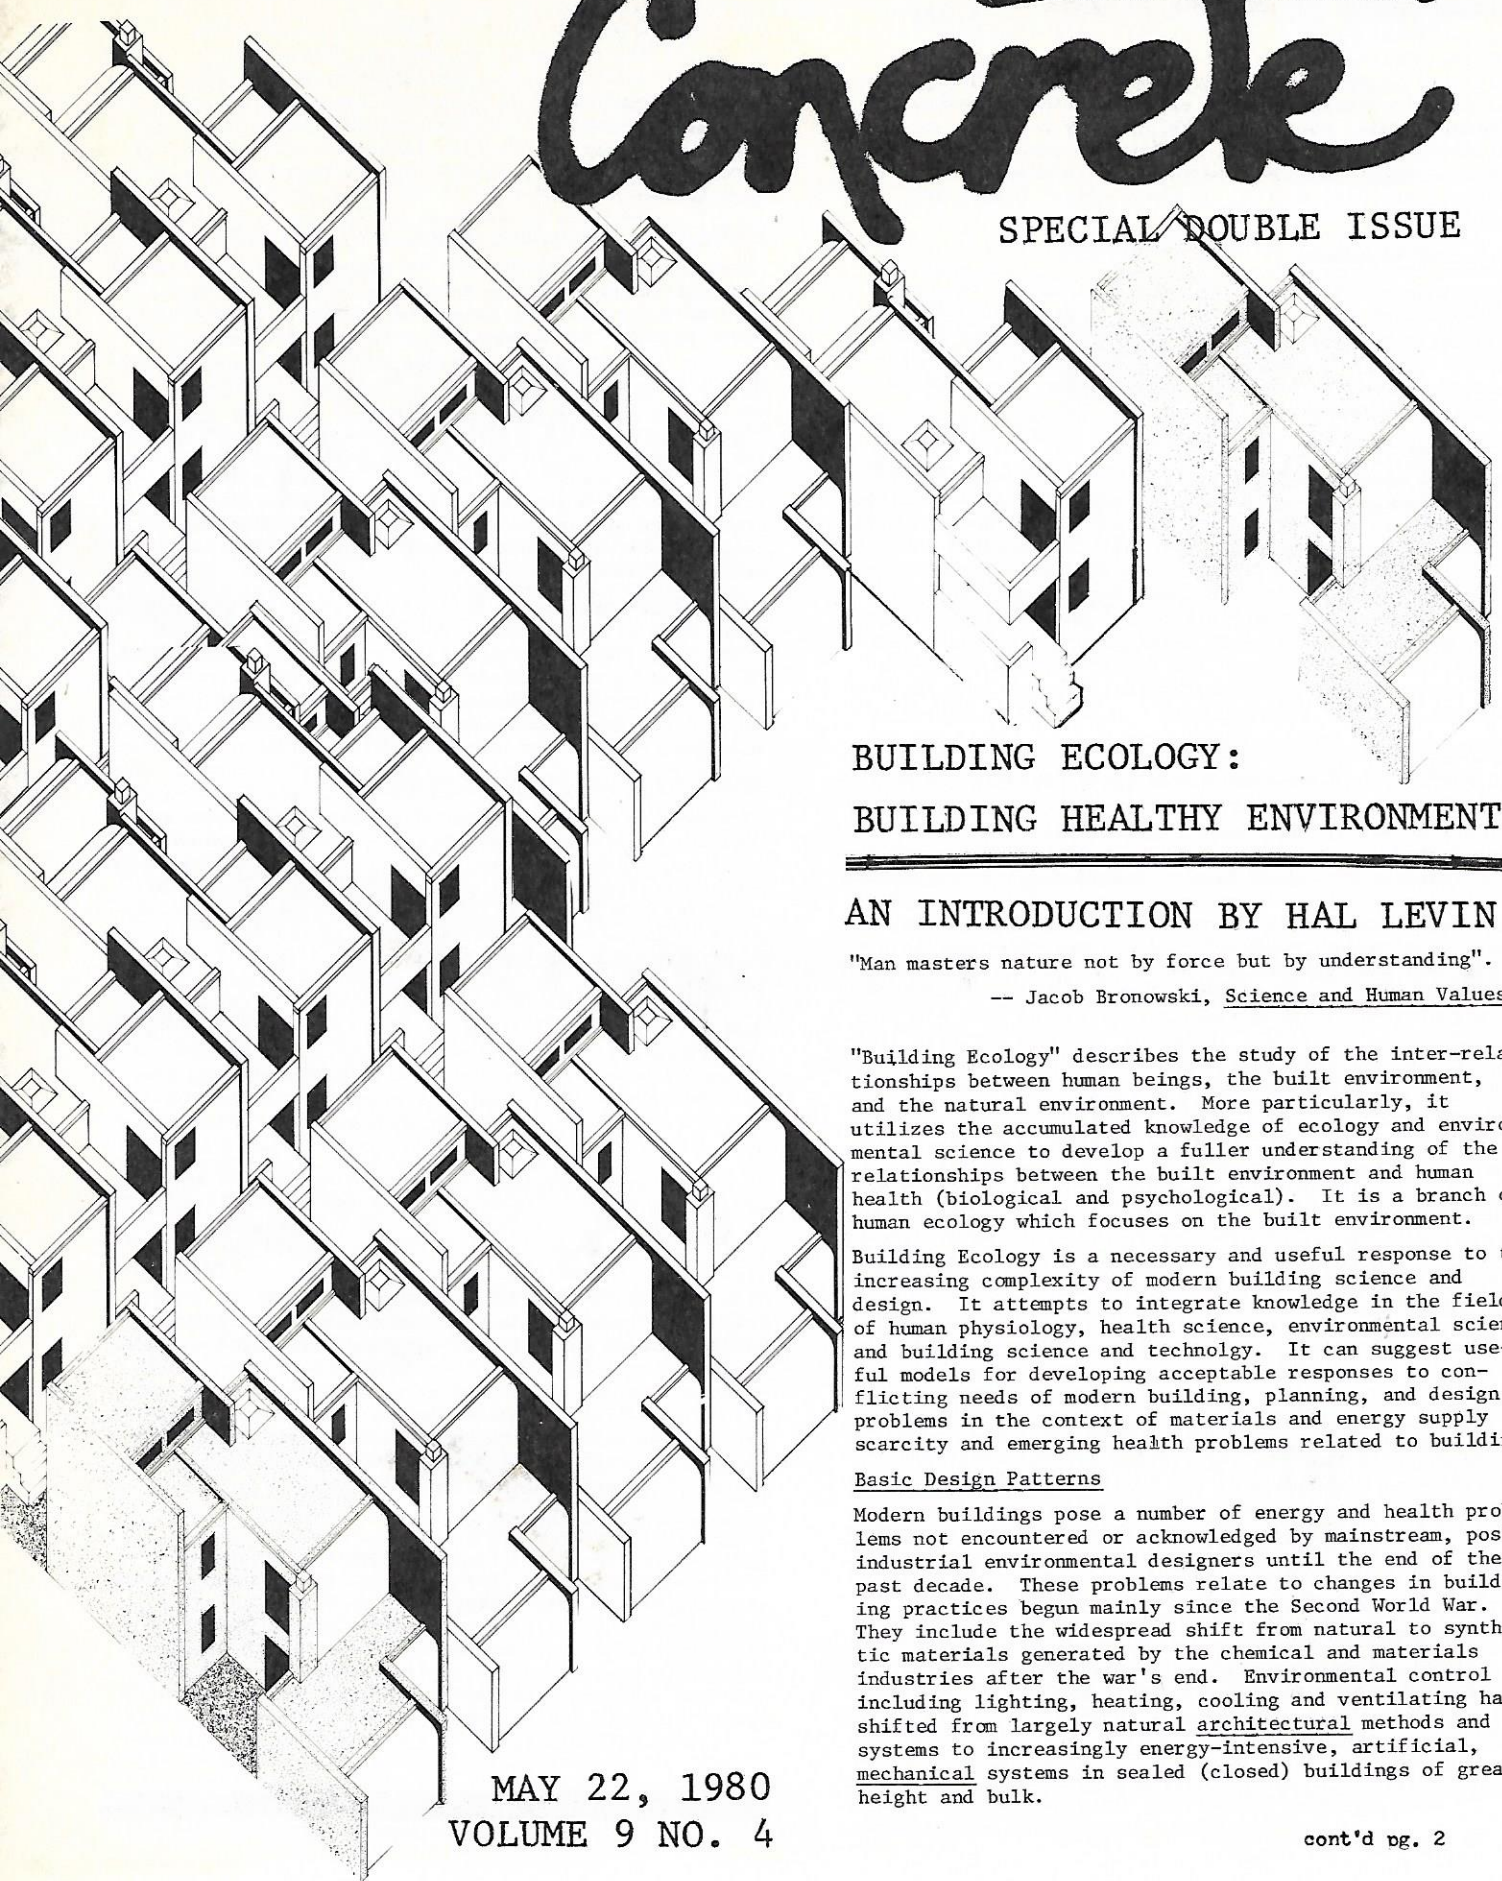 Concrete
SPECIAL DOUBLE ISSUE
BUILDING ECOLOGY:
BUILDING HEALTHY ENVIRONMENT
AN INTRODUCTION BY HAL LEVIN
"Man masters nature not by force but by understanding".
-- Jacob Bronowski, Science and Human Values
"Building Ecology" describes the study of the inter-rela
tionships between human beings, the built environment,
and the natural environment. More particularly, it
utilizes the accumulated knowledge of ecology and enviro
mental science to develop a fuller understanding of the
relationships between the built environment and human
health (biological and psychological). It is a branch
human ecology which focuses on the built environment.
Building Ecology is a necessary and useful response to
increasing complexity of modern building science and
design. It attempts to integrate knowledge in the field
of human physiology, health science, environmental scien
and building science and technolgy. It can suggest use-
ful models for developing acceptable responses to con-
flicting needs of modern building, planning, and design
problems in the context of materials and energy supply
scarcity and emerging health problems related to buildi
Basic Design Patterns
Modern buildings pose a number of energy and health pro
lems not encountered or acknowledged by mainstream, pos
industrial environmental designers until the end of the
past decade. These problems relate to changes in build
ing practices begun mainly since the Second World War.
They include the widespread shift from natural to synth
tic materials generated by the chemical and materials
industries after the war's end. Environmental control
including lighting, heating, cooling and ventilating ha
shifted from largely natural architectural methods and
systems to increasingly energy-intensive, artificial,
mechanical systems in sealed (closed) buildings of grea
height and bulk.
cont'd pg. 2
MAY 22, 1980
VOLUME 9 NO. 4